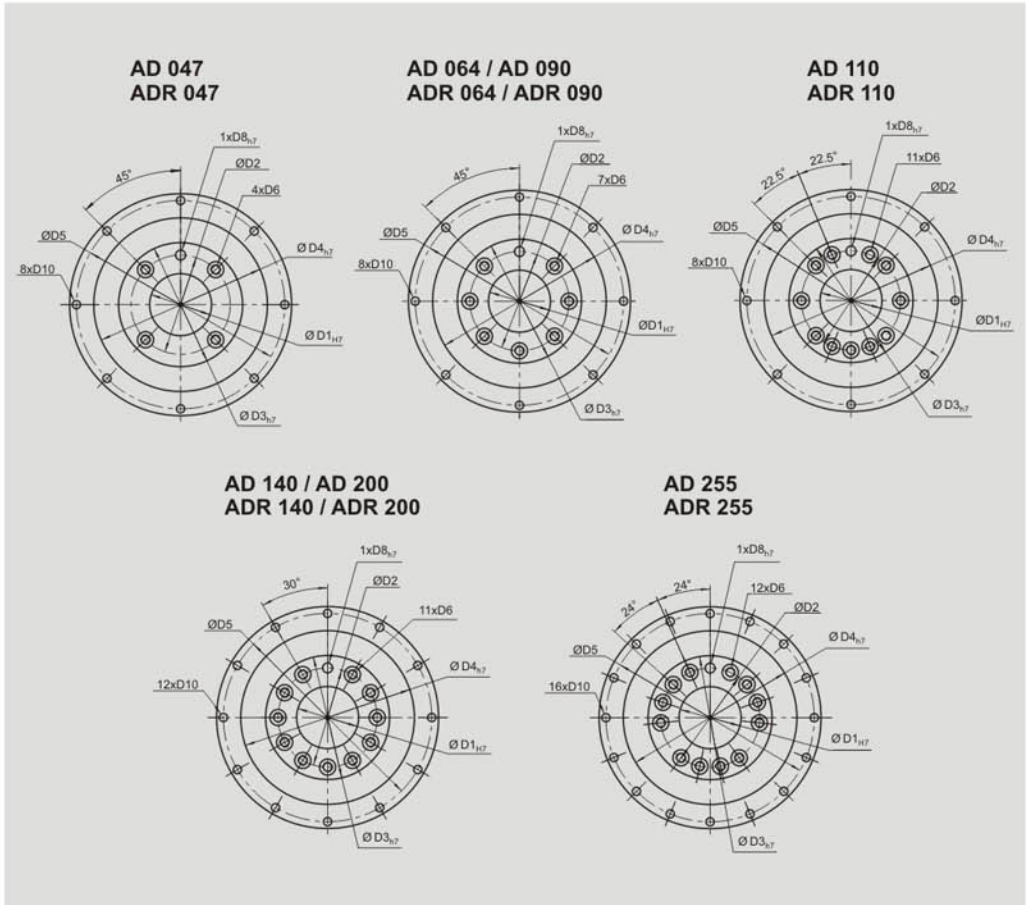 AD 047
ADR 047
1xD8h7
45°
ØD2
4xD6
ØD5
Ø D4h7
8xD10
Ø D1H7
Ø D3h7
AD 064 / AD 090
ADR 064 / ADR 090
1xD8h7
45°
ØD2
7xD6
ØD5
ØD4h7
8xD10
ØD1H7
Ø D3h7
AD 110
ADR 110
1xD8h7
22.5°
22.5°
11xD6
ØD2
ØD5
Ø D4h7
8xD10
ØD1H7
Ø D3h7
AD 140 / AD 200
ADR 140 / ADR 200
1xD8h7
30°
ØD2
11xD6
ØD5
Ø D4h7
12xD10
Ø D1H7
Ø D3h7
AD 255
ADR 255
1xD8h7
24°
24°
12xD6
ØD2
ØD5
Ø D4h7
16xD10
Ø D1H7
Ø D3h7